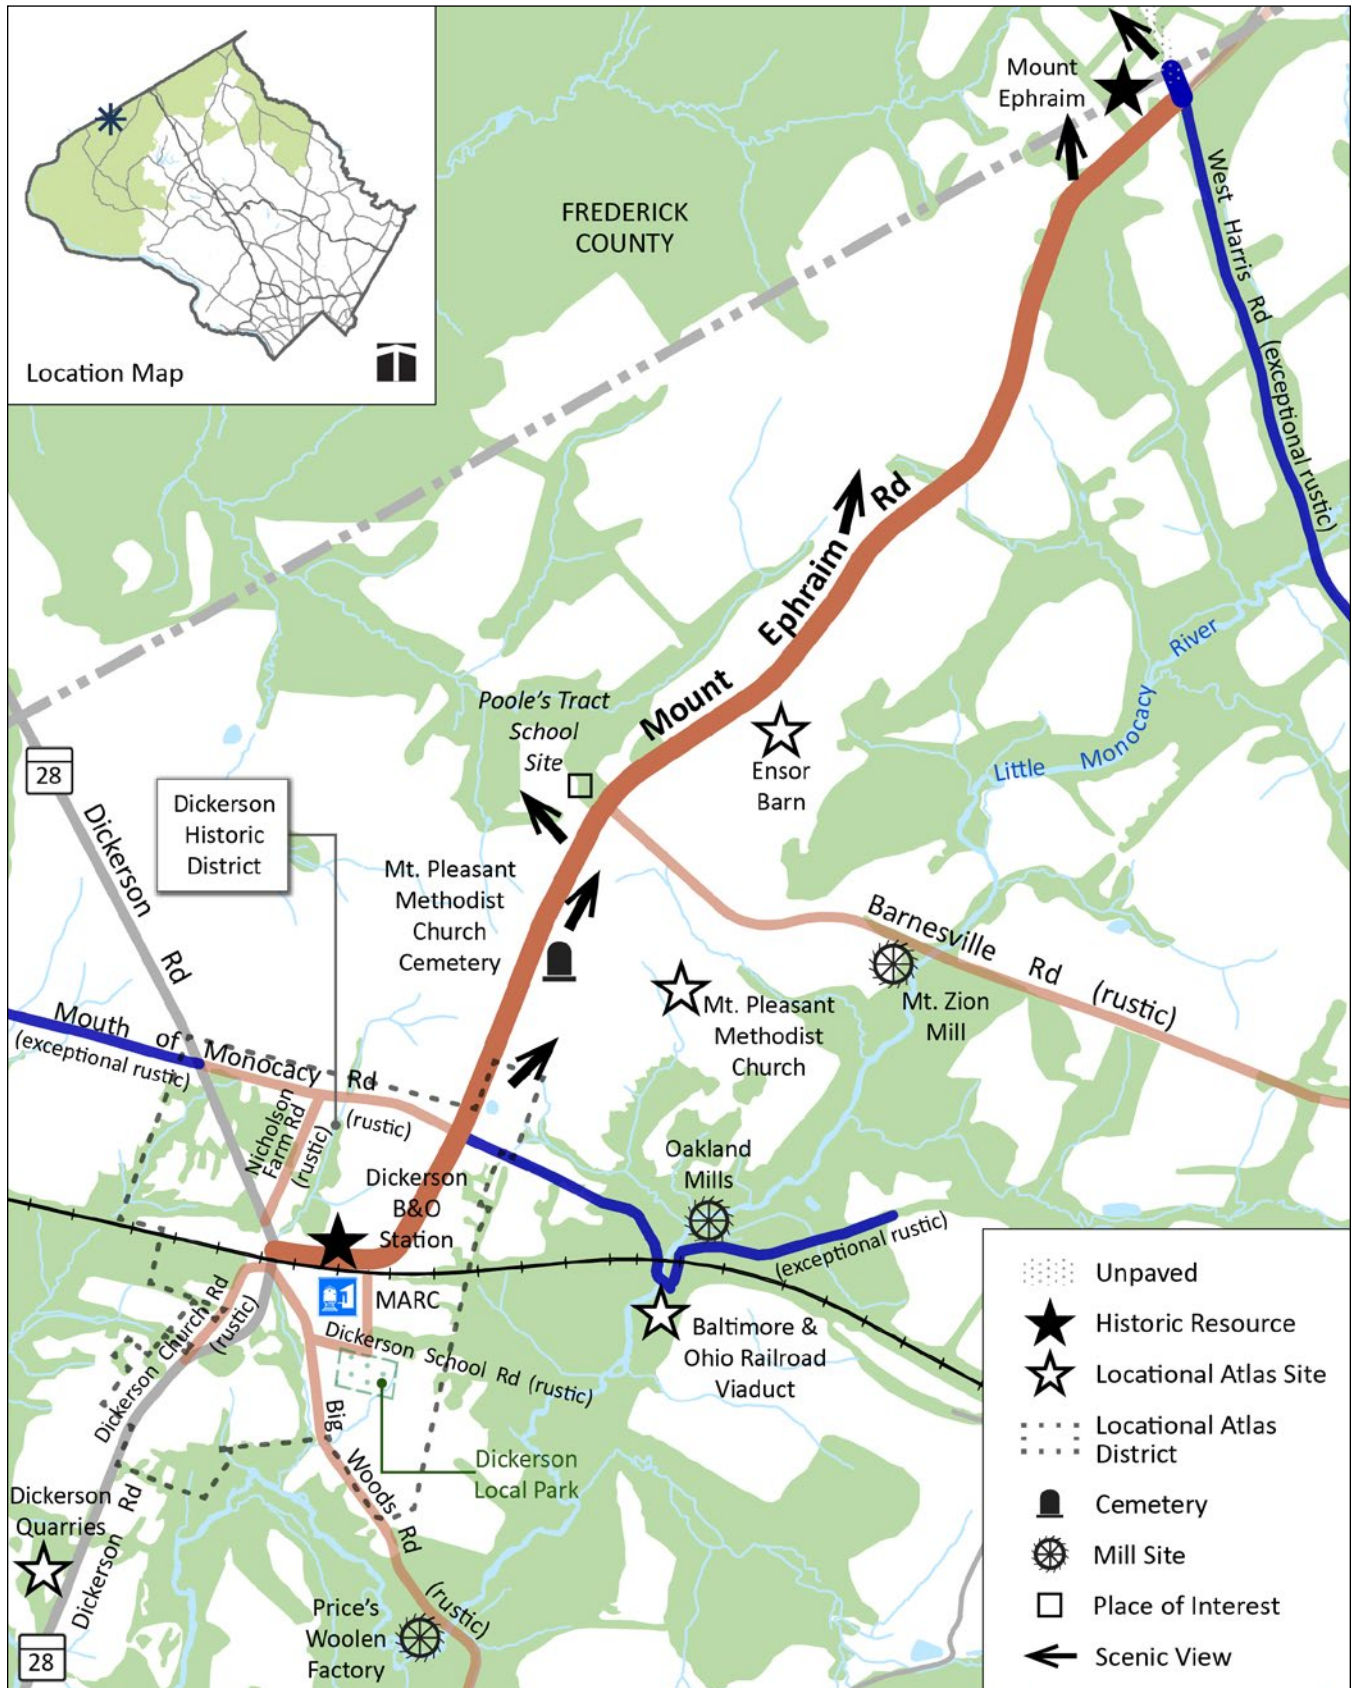 Location Map
Mount
Ephraim
FREDERICK
COUNTY
West Harris Rd (exceptional rustic)
Mount Ephraim Rd
Poole's Tract
School
Site
Ensor
Barn
Little Monocacy River
28
Dickerson Rd
Dickerson
Historic
District
Mt. Pleasant
Methodist
Church
Cemetery
Barnesville Rd (rustic)
Mt. Zion
Mill
Mt. Pleasant
Methodist
Church
Mouth of Monocacy Rd
(exceptional rustic)
(rustic)
Nicholson
Farm Rd
(rustic)
Dickerson
B&O
Station
Oakland
Mills
(exceptional rustic)
MARC
Dickerson School Rd (rustic)
Baltimore &
Ohio Railroad
Viaduct
Dickerson Church Rd
(rustic)
Big Woods Rd
(rustic)
Dickerson
Local Park
Dickerson
Quarries
Dickerson Rd
28
Price's
Woolen
Factory
Unpaved
Historic Resource
Locational Atlas Site
Locational Atlas
District
Cemetery
Mill Site
Place of Interest
Scenic View